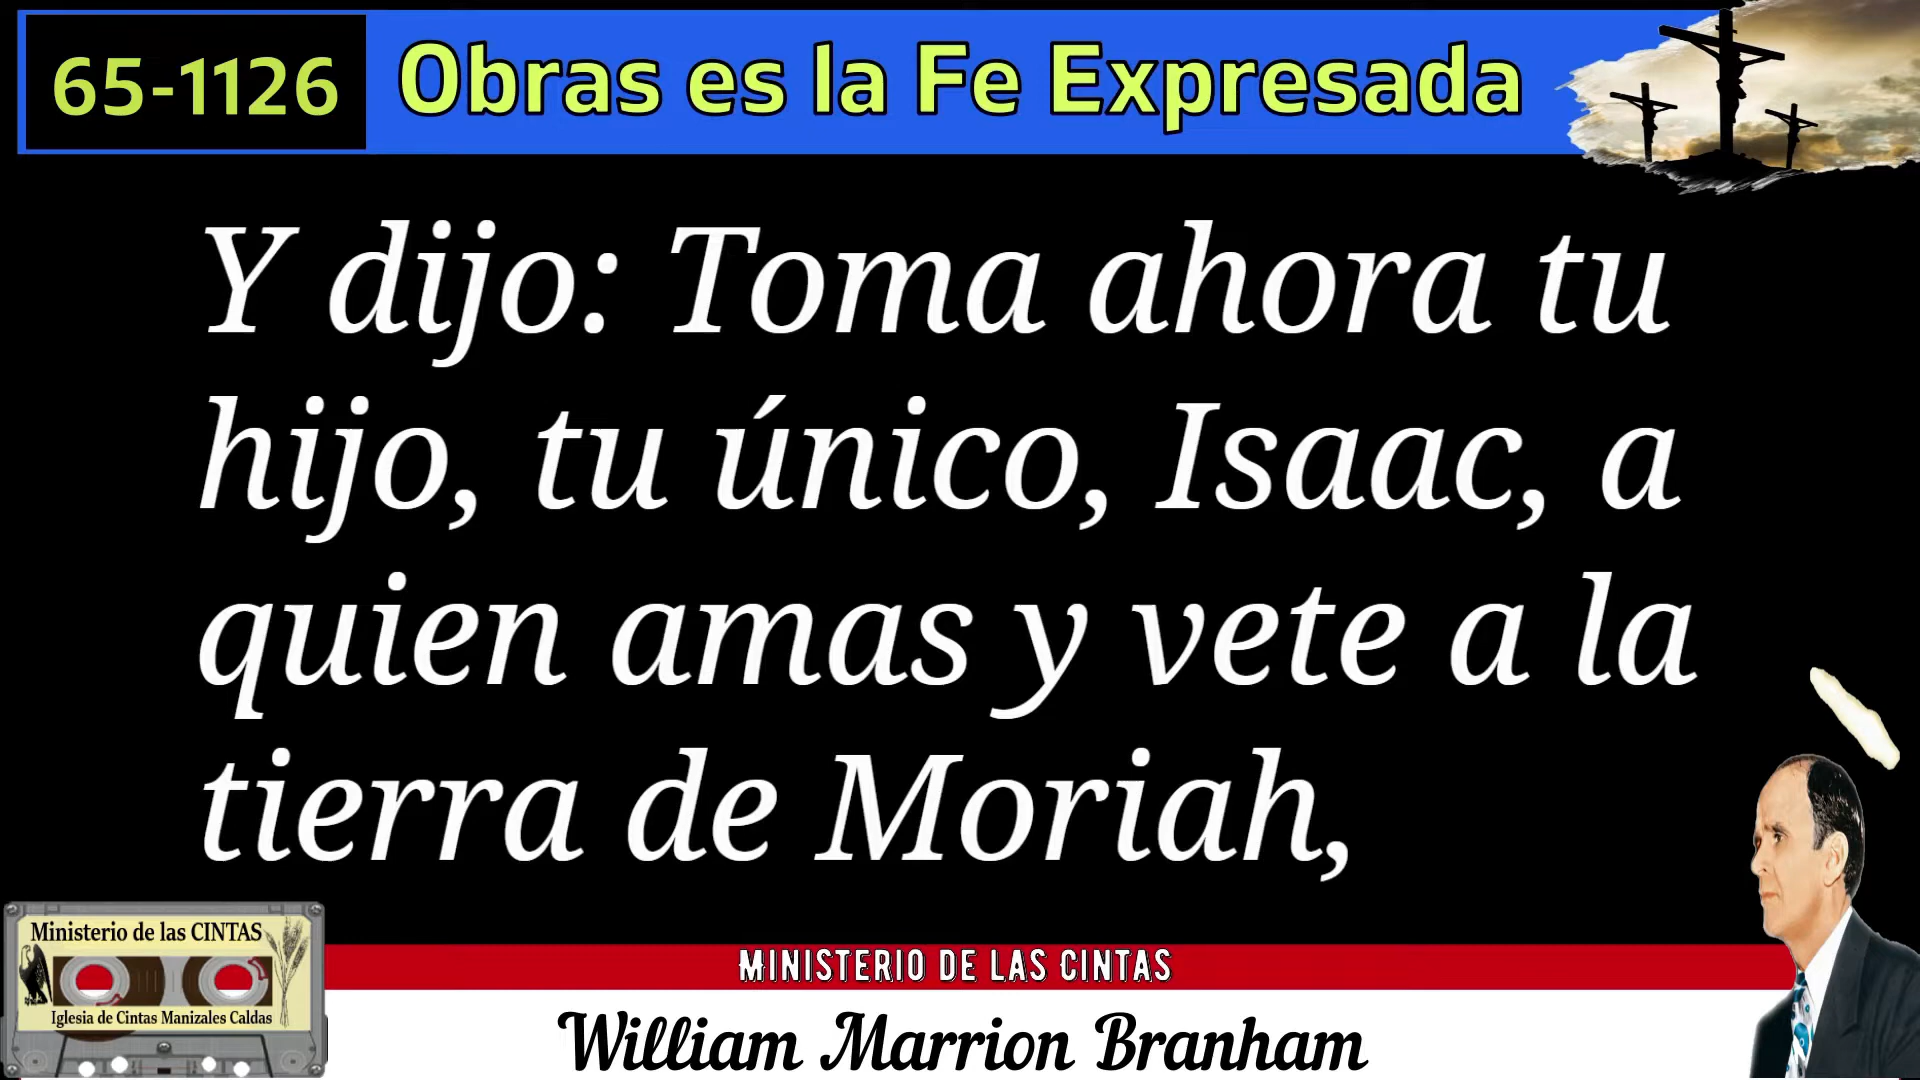 65-1126
Obras es la Fe Expresada
Y dijo: Toma ahora tu
hijo, tu único, Isaac, a
quien amas y vete a la
tierra de Moriah,
Ministerio de las CINTAS
Iglesia de Cintas Manizales Caldas
MINISTERIO DE LAS CINTAS
William Marrion Branham